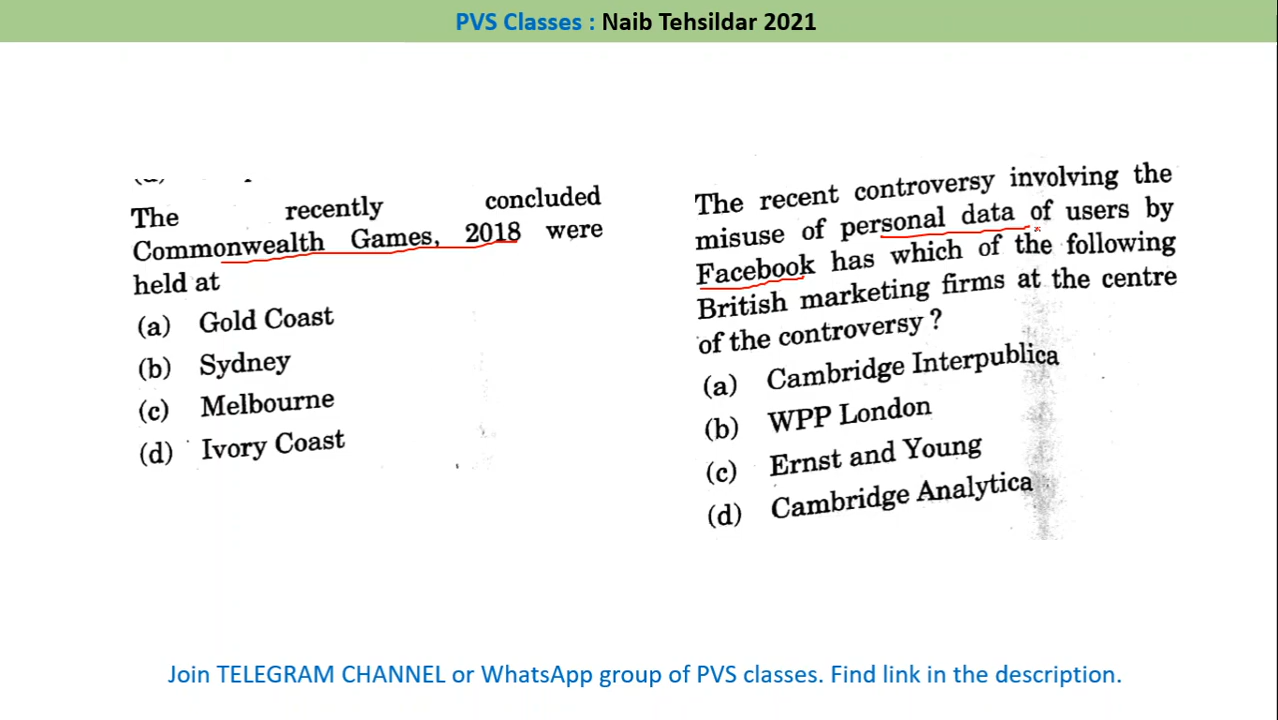 PVS Classes : Naib Tehsildar 2021
The recently concluded
Commonwealth Games, 2018 were
held at
(a) Gold Coast
(b) Sydney
(c) Melbourne
(d) Ivory Coast
The recent controversy involving the
misuse of personal data of users by
Facebook has which of the following
British marketing firms at the centre
of the controversy ?
(a) Cambridge Interpublica
(b) WPP London
(c) Ernst and Young
(d) Cambridge Analytica
Join TELEGRAM CHANNEL or WhatsApp group of PVS classes. Find link in the description.